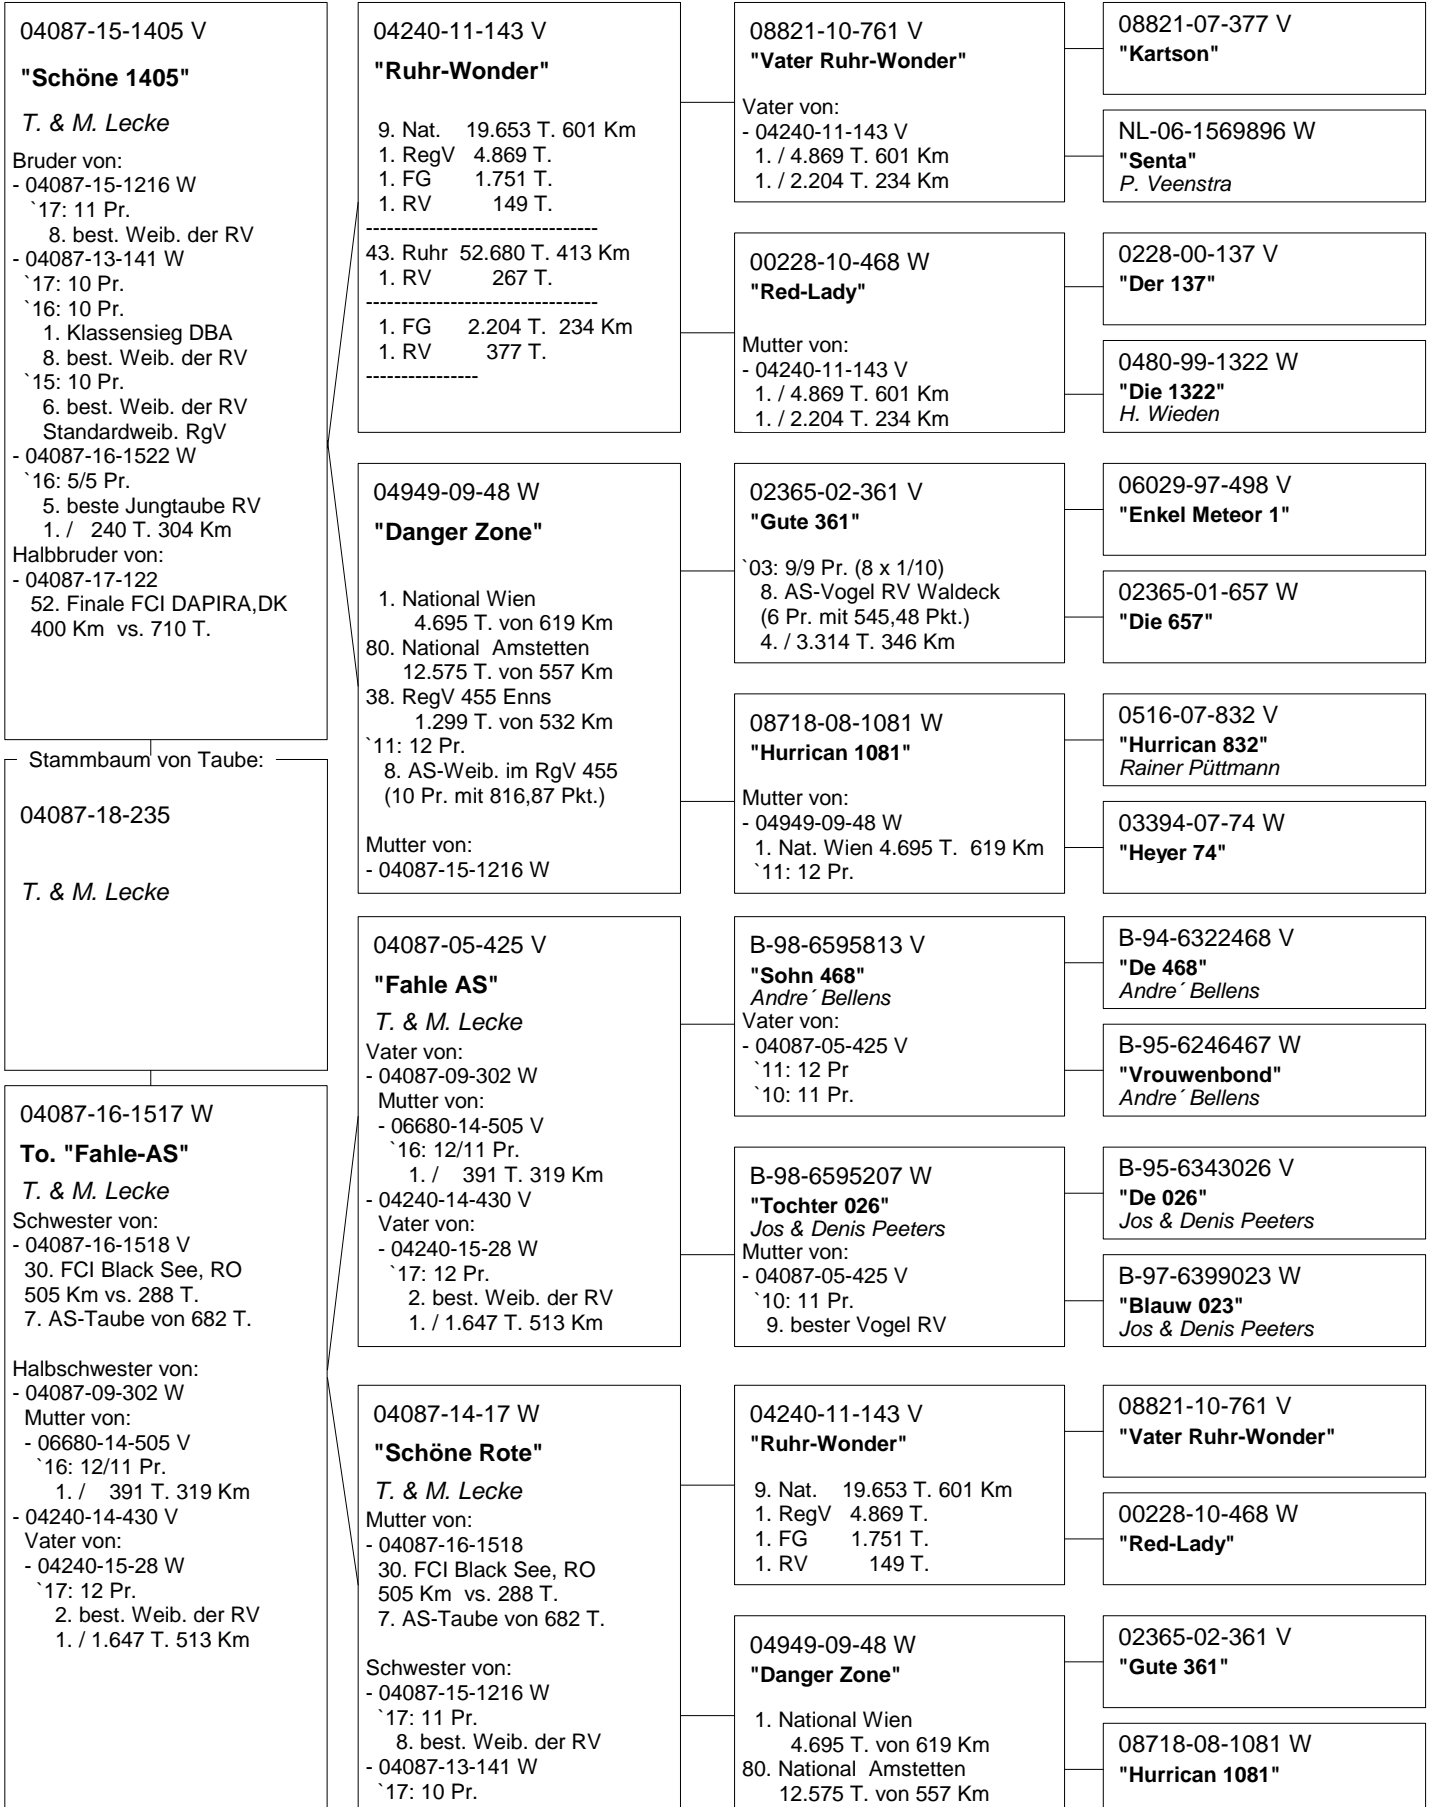 04087-15-1405 V
"Schöne 1405"
T. & M. Lecke
Bruder von:
- 04087-15-1216 W
`17: 11 Pr.
8. best. Weib. der RV
- 04087-13-141 W
`17: 10 Pr.
`16: 10 Pr.
1. Klassensieg DBA
8. best. Weib. der RV
`15: 10 Pr.
6. best. Weib. der RV
Standardweib. RgV
- 04087-16-1522 W
`16: 5/5 Pr.
5. beste Jungtaube RV
1. / 240 T. 304 Km
Halbbruder von:
- 04087-17-122
52. Finale FCI DAPIRA,DK
400 Km vs. 710 T.
Stammbaum von Taube:
04087-18-235
T. & M. Lecke
04087-16-1517 W
To. "Fahle-AS"
T. & M. Lecke
Schwester von:
- 04087-16-1518 V
30. FCI Black See, RO
505 Km vs. 288 T.
7. AS-Taube von 682 T.
Halbschwester von:
- 04087-09-302 W
Mutter von:
- 06680-14-505 V
`16: 12/11 Pr.
1. / 391 T. 319 Km
- 04240-14-430 V
Vater von:
- 04240-15-28 W
`17: 12 Pr.
2. best. Weib. der RV
1. / 1.647 T. 513 Km
04240-11-143 V
"Ruhr-Wonder"
9. Nat. 19.653 T. 601 Km
1. RegV 4.869 T.
1. FG 1.751 T.
1. RV 149 T.
---------------------------------
43. Ruhr 52.680 T. 413 Km
1. RV 267 T.
---------------------------------
1. FG 2.204 T. 234 Km
1. RV 377 T.
----------------
04949-09-48 W
"Danger Zone"
1. National Wien
4.695 T. von 619 Km
80. National Amstetten
12.575 T. von 557 Km
38. RegV 455 Enns
1.299 T. von 532 Km
`11: 12 Pr.
8. AS-Weib. im RgV 455
(10 Pr. mit 816,87 Pkt.)
Mutter von:
- 04087-15-1216 W
04087-05-425 V
"Fahle AS"
T. & M. Lecke
Vater von:
- 04087-09-302 W
Mutter von:
- 06680-14-505 V
`16: 12/11 Pr.
1. / 391 T. 319 Km
- 04240-14-430 V
Vater von:
- 04240-15-28 W
`17: 12 Pr.
2. best. Weib. der RV
1. / 1.647 T. 513 Km
04087-14-17 W
"Schöne Rote"
T. & M. Lecke
Mutter von:
- 04087-16-1518
30. FCI Black See, RO
505 Km vs. 288 T.
7. AS-Taube von 682 T.
Schwester von:
- 04087-15-1216 W
`17: 11 Pr.
8. best. Weib. der RV
- 04087-13-141 W
`17: 10 Pr.
08821-10-761 V
"Vater Ruhr-Wonder"
Vater von:
- 04240-11-143 V
1. / 4.869 T. 601 Km
1. / 2.204 T. 234 Km
00228-10-468 W
"Red-Lady"
Mutter von:
- 04240-11-143 V
1. / 4.869 T. 601 Km
1. / 2.204 T. 234 Km
02365-02-361 V
"Gute 361"
`03: 9/9 Pr. (8 x 1/10)
8. AS-Vogel RV Waldeck
(6 Pr. mit 545,48 Pkt.)
4. / 3.314 T. 346 Km
08718-08-1081 W
"Hurrican 1081"
Mutter von:
- 04949-09-48 W
1. Nat. Wien 4.695 T. 619 Km
`11: 12 Pr.
B-98-6595813 V
"Sohn 468"
Andre´ Bellens
Vater von:
- 04087-05-425 V
`11: 12 Pr
`10: 11 Pr.
B-98-6595207 W
"Tochter 026"
Jos & Denis Peeters
Mutter von:
- 04087-05-425 V
`10: 11 Pr.
9. bester Vogel RV
04240-11-143 V
"Ruhr-Wonder"
9. Nat. 19.653 T. 601 Km
1. RegV 4.869 T.
1. FG 1.751 T.
1. RV 149 T.
04949-09-48 W
"Danger Zone"
1. National Wien
4.695 T. von 619 Km
80. National Amstetten
12.575 T. von 557 Km
08821-07-377 V
"Kartson"
NL-06-1569896 W
"Senta"
P. Veenstra
0228-00-137 V
"Der 137"
0480-99-1322 W
"Die 1322"
H. Wieden
06029-97-498 V
"Enkel Meteor 1"
02365-01-657 W
"Die 657"
0516-07-832 V
"Hurrican 832"
Rainer Püttmann
03394-07-74 W
"Heyer 74"
B-94-6322468 V
"De 468"
Andre´ Bellens
B-95-6246467 W
"Vrouwenbond"
Andre´ Bellens
B-95-6343026 V
"De 026"
Jos & Denis Peeters
B-97-6399023 W
"Blauw 023"
Jos & Denis Peeters
08821-10-761 V
"Vater Ruhr-Wonder"
00228-10-468 W
"Red-Lady"
02365-02-361 V
"Gute 361"
08718-08-1081 W
"Hurrican 1081"